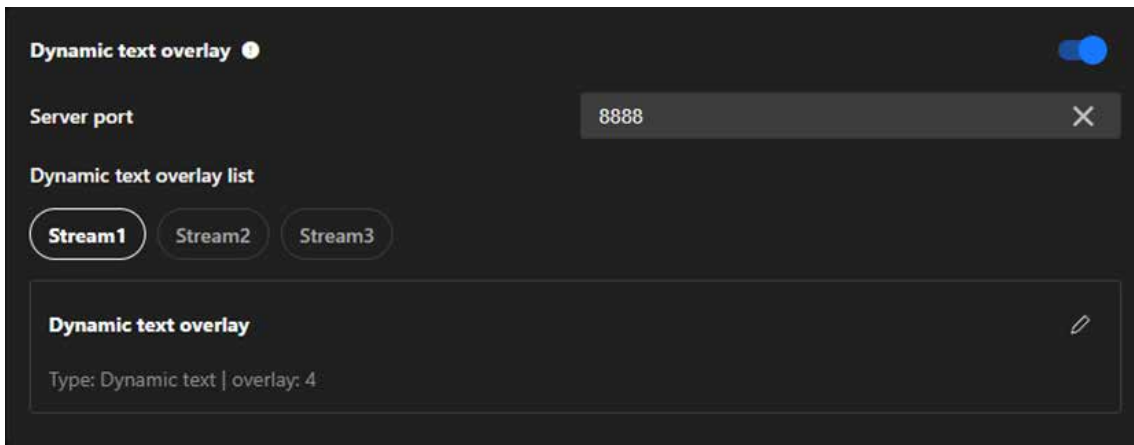 Dynamic text overlay
Server port 8888
Dynamic text overlay list
Stream1 Stream2 Stream3
Dynamic text overlay
Type: Dynamic text | overlay: 4